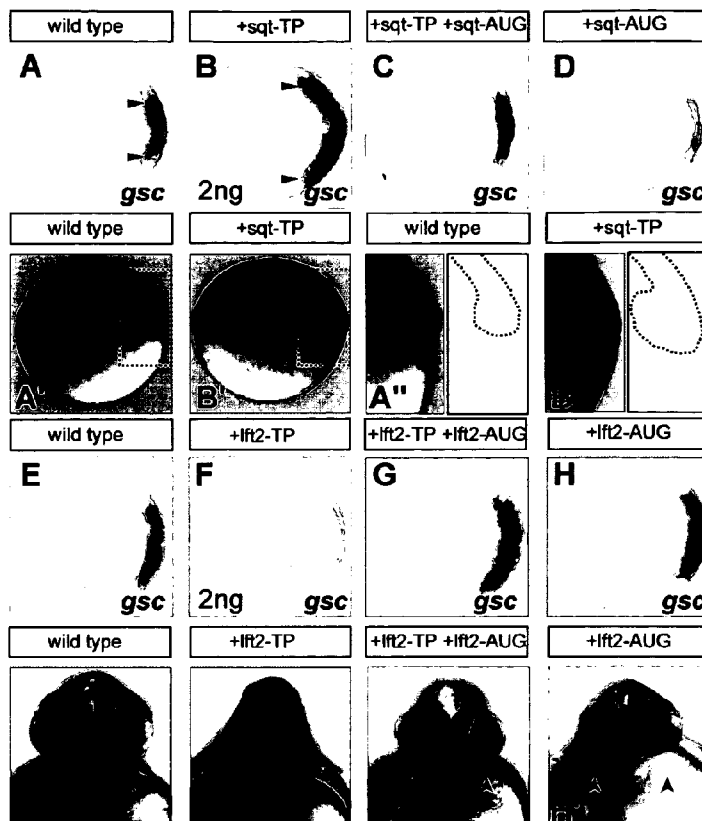 wild type +sqt-TP +sqt-TP +sqt-AUG +sqt-AUG
A B C D
gsc 2ng gsc gsc gsc
wild type +sqt-TP wild type +sqt-TP
A' B' A"
wild type +lft2-TP +lft2-TP +lft2-AUG +lft2-AUG
E F G H
gsc 2ng gsc gsc gsc
wild type +lft2-TP +lft2-TP +lft2-AUG +lft2-AUG